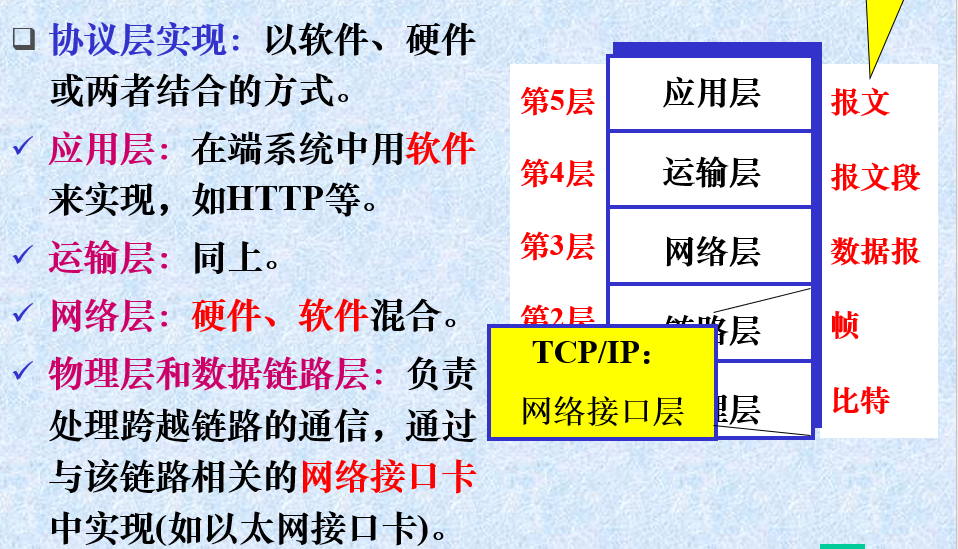 协议层实现：以软件、硬件
或两者结合的方式。
应用层：在端系统中用软件
来实现，如HTTP等。
运输层：同上。
网络层：硬件、软件混合。
物理层和数据链路层：负责
处理跨越链路的通信，通过
与该链路相关的网络接口卡
中实现(如以太网接口卡)。
第5层 应用层 报文
第4层 运输层 报文段
第3层 网络层 数据报
第2层 链路层 帧
理层 比特
TCP/IP：
网络接口层